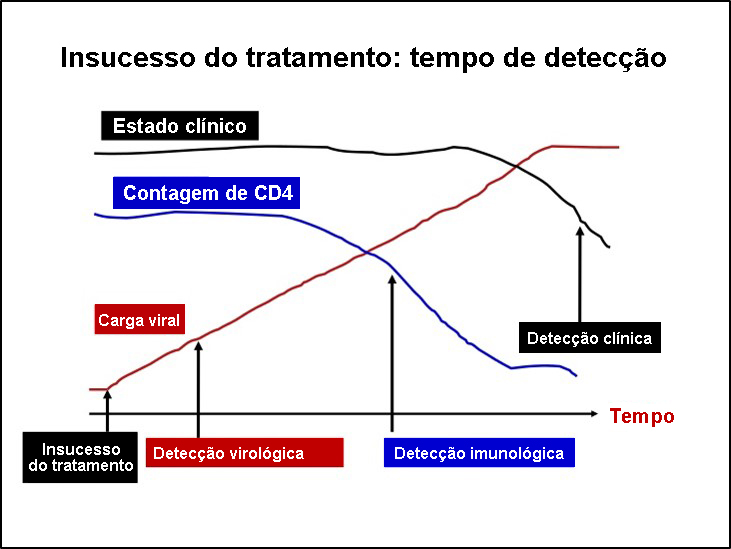 Insucesso do tratamento: tempo de detecção
Estado clínico
Contagem de CD4
Carga viral
Detecção clínica
Tempo
Insucesso
do tratamento
Detecção virológica
Detecção imunológica